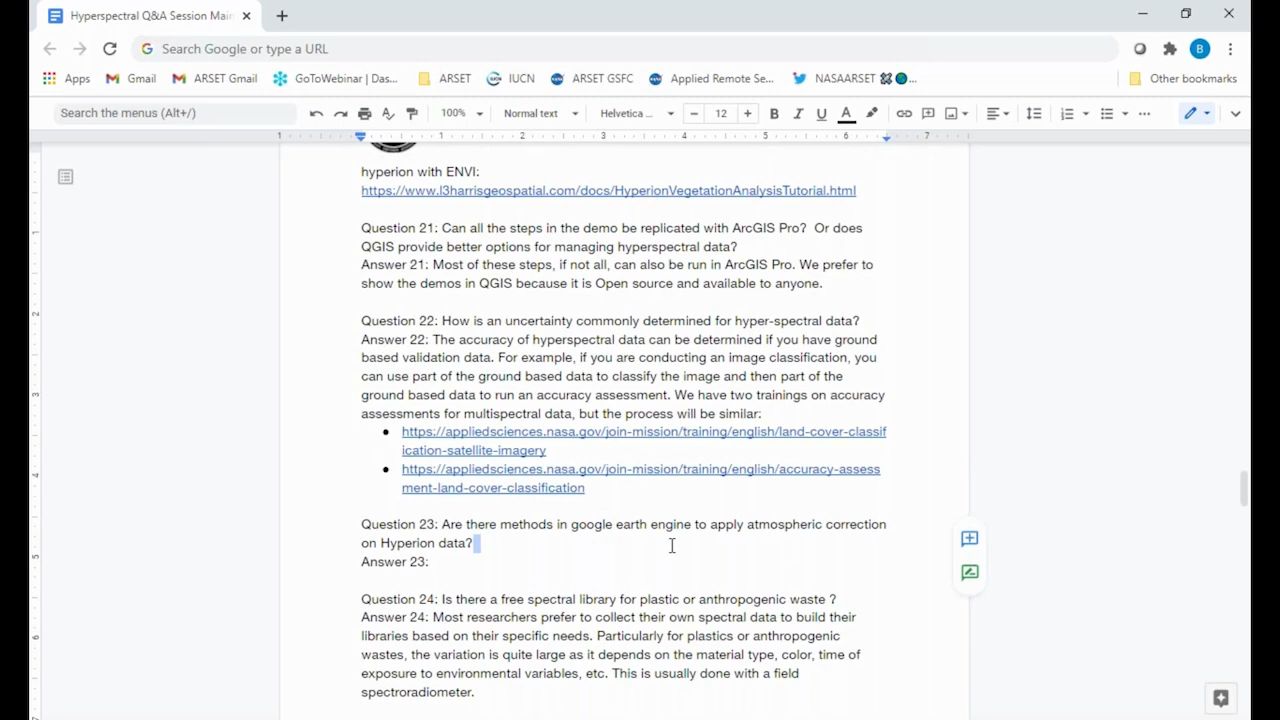 Hyperspectral Q&A Session Main
Search Google or type a URL
B
Apps
Gmail
ARSET Gmail
GoToWebinar | Das...
ARSET
IUCN
ARSET GSFC
Applied Remote Se...
NASAARSET
Other bookmarks
Search the menus (Alt+/)
100%
Normal text
Helvetica ...
12
B
I
U
A
1 1 2 3 4 5 6 7
hyperion with ENVI:
https://www.l3harrisgeospatial.com/docs/HyperionVegetationAnalysisTutorial.html
Question 21: Can all the steps in the demo be replicated with ArcGIS Pro?  Or does
QGIS provide better options for managing hyperspectral data?
Answer 21: Most of these steps, if not all, can also be run in ArcGIS Pro. We prefer to
show the demos in QGIS because it is Open source and available to anyone.
Question 22: How is an uncertainty commonly determined for hyper-spectral data?
Answer 22: The accuracy of hyperspectral data can be determined if you have ground
based validation data. For example, if you are conducting an image classification, you
can use part of the ground based data to classify the image and then part of the
ground based data to run an accuracy assessment. We have two trainings on accuracy
assessments for multispectral data, but the process will be similar:
● https://appliedsciences.nasa.gov/join-mission/training/english/land-cover-classif
ication-satellite-imagery
● https://appliedsciences.nasa.gov/join-mission/training/english/accuracy-assess
ment-land-cover-classification
Question 23: Are there methods in google earth engine to apply atmospheric correction
on Hyperion data?
Answer 23:
Question 24: Is there a free spectral library for plastic or anthropogenic waste ?
Answer 24: Most researchers prefer to collect their own spectral data to build their
libraries based on their specific needs. Particularly for plastics or anthropogenic
wastes, the variation is quite large as it depends on the material type, color, time of
exposure to environmental variables, etc. This is usually done with a field
spectroradiometer.